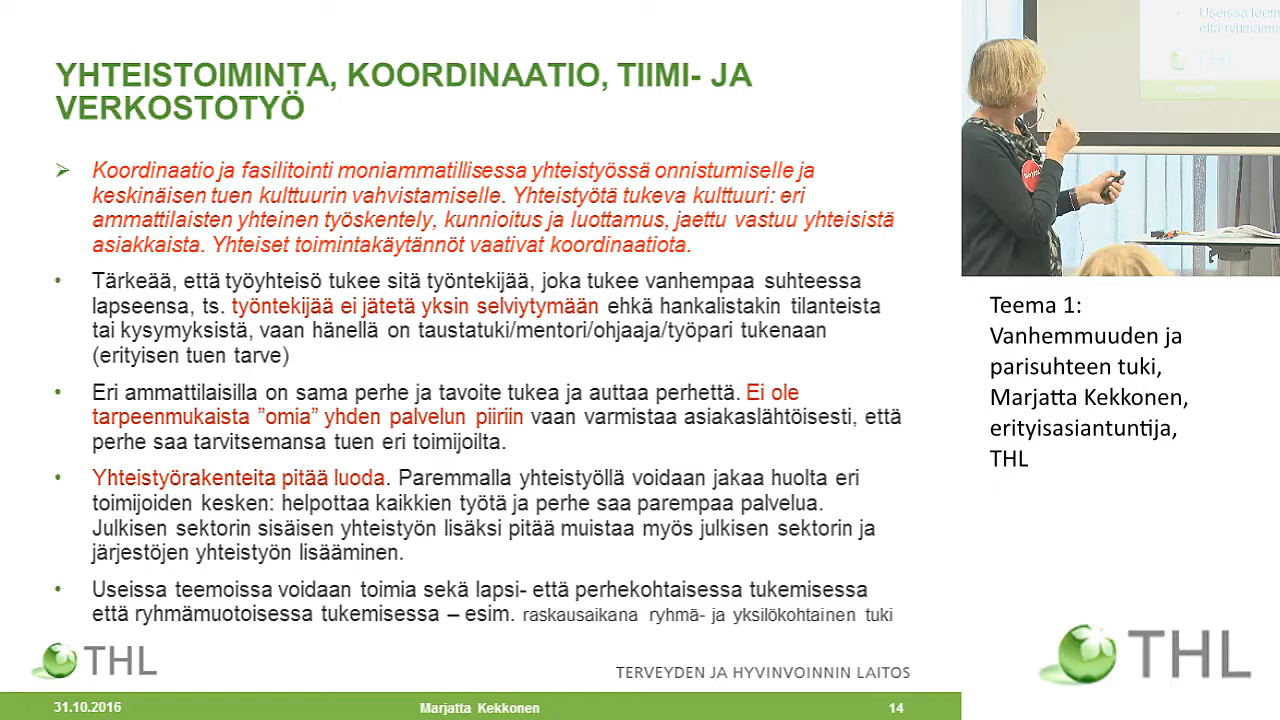 YHTEISTOIMINTA, KOORDINAATIO, TIIMI- JA
VERKOSTOTYÖ
Koordinaatio ja fasilitointi moniammatillisessa yhteistyössä onnistumiselle ja
keskinäisen tuen kulttuurin vahvistamiselle. Yhteistyötä tukeva kulttuuri: eri
ammattilaisten yhteinen työskentely, kunnioitus ja luottamus, jaettu vastuu yhteisistä
asiakkaista. Yhteiset toimintakäytännöt vaativat koordinaatiota.
• Tärkeää, että työyhteisö tukee sitä työntekijää, joka tukee vanhempaa suhteessa
lapseensa, ts. työntekijää ei jätetä yksin selviytymään ehkä hankalistakin tilanteista
tai kysymyksistä, vaan hänellä on taustatuki/mentori/ohjaaja/työpari tukenaan
(erityisen tuen tarve)
• Eri ammattilaisilla on sama perhe ja tavoite tukea ja auttaa perhettä. Ei ole
tarpeenmukaista ”omia” yhden palvelun piiriin vaan varmistaa asiakaslähtöisesti, että
perhe saa tarvitsemansa tuen eri toimijoilta.
• Yhteistyörakenteita pitää luoda. Paremmalla yhteistyöllä voidaan jakaa huolta eri
toimijoiden kesken: helpottaa kaikkien työtä ja perhe saa parempaa palvelua.
Julkisen sektorin sisäisen yhteistyön lisäksi pitää muistaa myös julkisen sektorin ja
järjestöjen yhteistyön lisääminen.
• Useissa teemoissa voidaan toimia sekä lapsi- että perhekohtaisessa tukemisessa
että ryhmämuotoisessa tukemisessa – esim. raskausaikana ryhmä- ja yksilökohtainen tuki
THL
TERVEYDEN JA HYVINVOINNIN LAITOS
31.10.2016
Marjatta Kekkonen
14
Useissa teem
että ryhmämu
THL
Marjatta
Teema 1:
Vanhemmuuden ja
parisuhteen tuki,
Marjatta Kekkonen,
erityisasiantuntija,
THL
THL